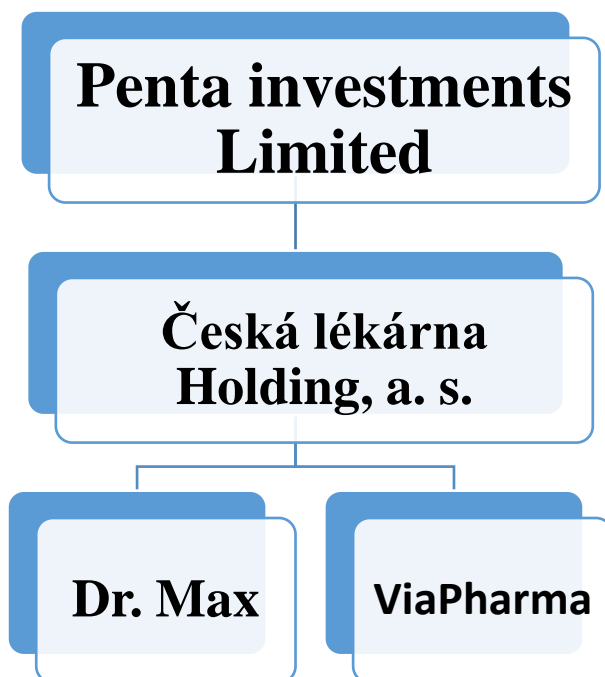 Penta investments
Limited
Česká lékárna
Holding, a. s.
Dr. Max
ViaPharma